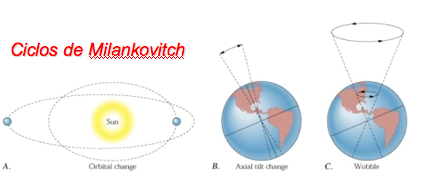 Ciclos de Milankovitch
Sun
A.
Orbital change
B.
Axial tilt change
C.
Wobble